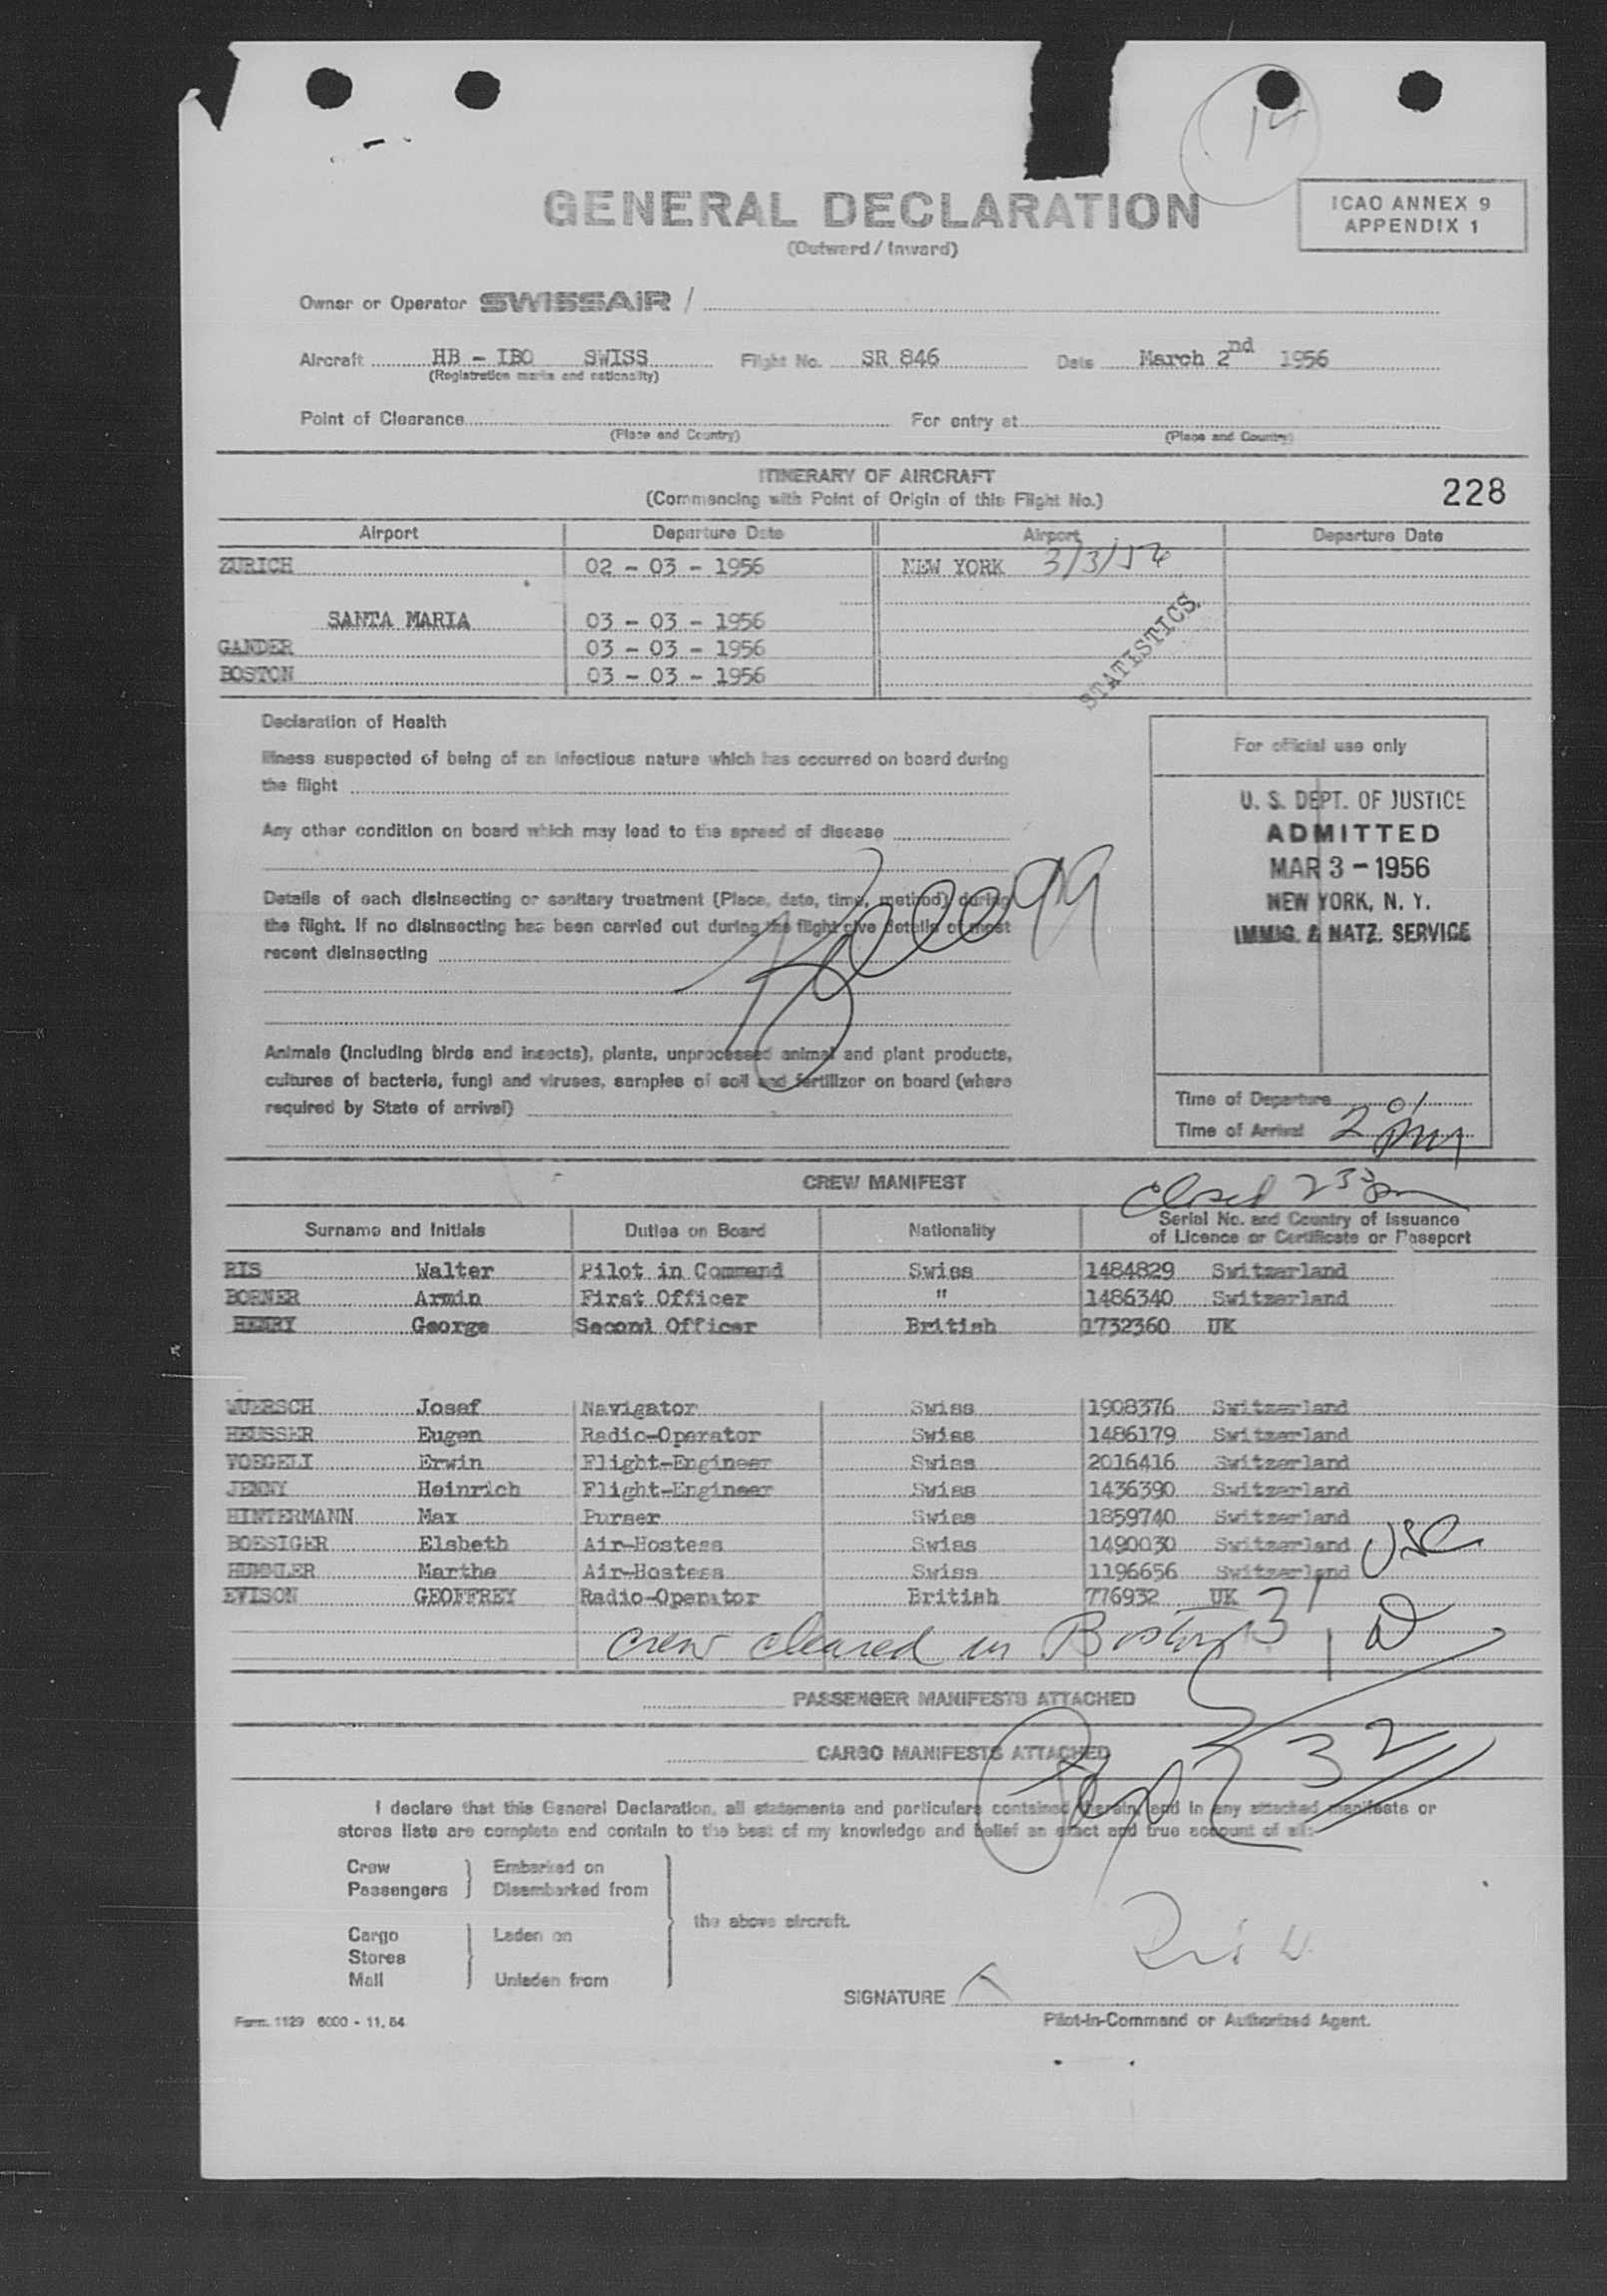 14
GENERAL DECLARATION
(Outward / Inward)
ICAO ANNEX 9
APPENDIX 1
Owner or Operator SWISSAIR /
Aircraft HB - IBO SWISS Flight No. SR 846 Date March 2nd 1956
(Registration marks and nationality)
Point of Clearance For entry at
(Place and Country) (Place and Country)
ITINERARY OF AIRCRAFT
(Commencing with Point of Origin of this Flight No.)
228
Airport Departure Date Airport Departure Date
ZURICH 02 - 03 - 1956 NEW YORK 3/3/56
SANTA MARIA 03 - 03 - 1956
GANDER 03 - 03 - 1956
BOSTON 03 - 03 - 1956
STATISTICS
Declaration of Health
Illness suspected of being of an infectious nature which has occurred on board during
the flight
Any other condition on board which may lead to the spread of disease
Details of each disinsecting or sanitary treatment (Place, date, time, method) during
the flight. If no disinsecting has been carried out during the flight give details of most
recent disinsecting
Animals (including birds and insects), plants, unprocessed animal and plant products,
cultures of bacteria, fungi and viruses, samples of soil and fertilizer on board (where
required by State of arrival)
For official use only
U. S. DEPT. OF JUSTICE
ADMITTED
MAR 3 - 1956
NEW YORK, N. Y.
IMMIG. & NATZ. SERVICE
Time of Departure
Time of Arrival 2 01 pm
CREW MANIFEST
closed 2 30 pm
Surname and Initials Duties on Board Nationality Serial No. and Country of Issuance
of Licence or Certificate or Passport
RIS Walter Pilot in Command Swiss 1484829 Switzerland
BORNER Armin First Officer " 1486340 Switzerland
HENRY George Second Officer British 1732360 UK
WUERSCH Josef Navigator Swiss 1908376 Switzerland
HEUSSER Eugen Radio-Operator Swiss 1486179 Switzerland
VOEGELI Erwin Flight-Engineer Swiss 2016416 Switzerland
JENNY Heinrich Flight-Engineer Swiss 1436390 Switzerland
HINTERMANN Max Purser Swiss 1859740 Switzerland
BOESIGER Elsbeth Air-Hostess Swiss 1490030 Switzerland
HUMMLER Martha Air-Hostess Swiss 1196656 Switzerland
EVISON GEOFFREY Radio-Operator British 776932 UK
crew cleared in Boston
PASSENGER MANIFESTS ATTACHED
CARGO MANIFESTS ATTACHED
32
I declare that this General Declaration, all statements and particulars contained therein, and in any attached manifests or
stores lists are complete and contain to the best of my knowledge and belief an exact and true account of all:
Crew Embarked on
Passengers Disembarked from
the above aircraft.
Cargo Laden on
Stores
Mail Unladen from
Ris W.
SIGNATURE X
Pilot-in-Command or Authorized Agent.
Form. 1129 6000 - 11. 54